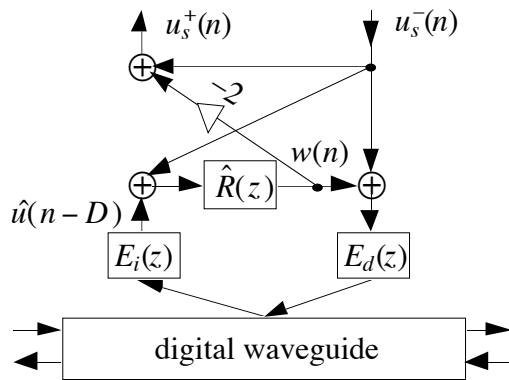 u_s^+(n)
u_s^-(n)
−2
w(n)
R̂(z)
û(n − D)
E_i(z)
E_d(z)
digital waveguide